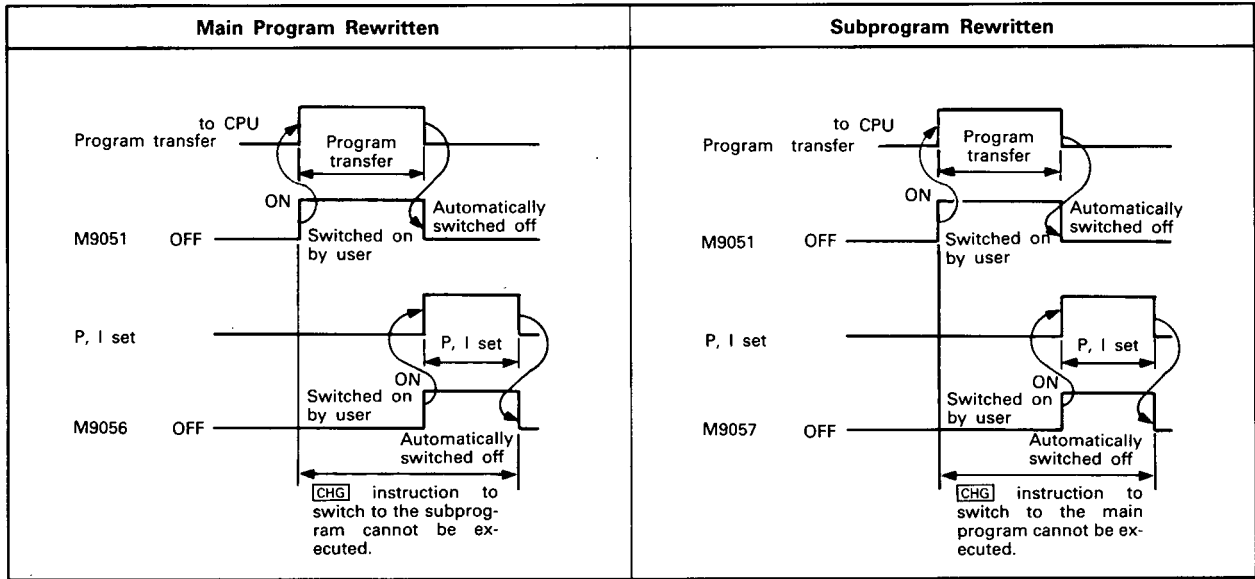 Main Program Rewritten
to CPU
Program transfer
Program
transfer
ON
Automatically
switched off
M9051 OFF
Switched on
by user
P, I set
P, I set
ON
Switched on
by user
M9056 OFF
Automatically
switched off
CHG instruction to
switch to the subprog-
ram cannot be ex-
ecuted.
Subprogram Rewritten
to CPU
Program transfer
Program
transfer
ON
Automatically
switched off
M9051 OFF
Switched on
by user
P, I set
P, I set
ON
Switched on
by user
M9057 OFF
Automatically
switched off
CHG instruction to
switch to the main
program cannot be ex-
ecuted.